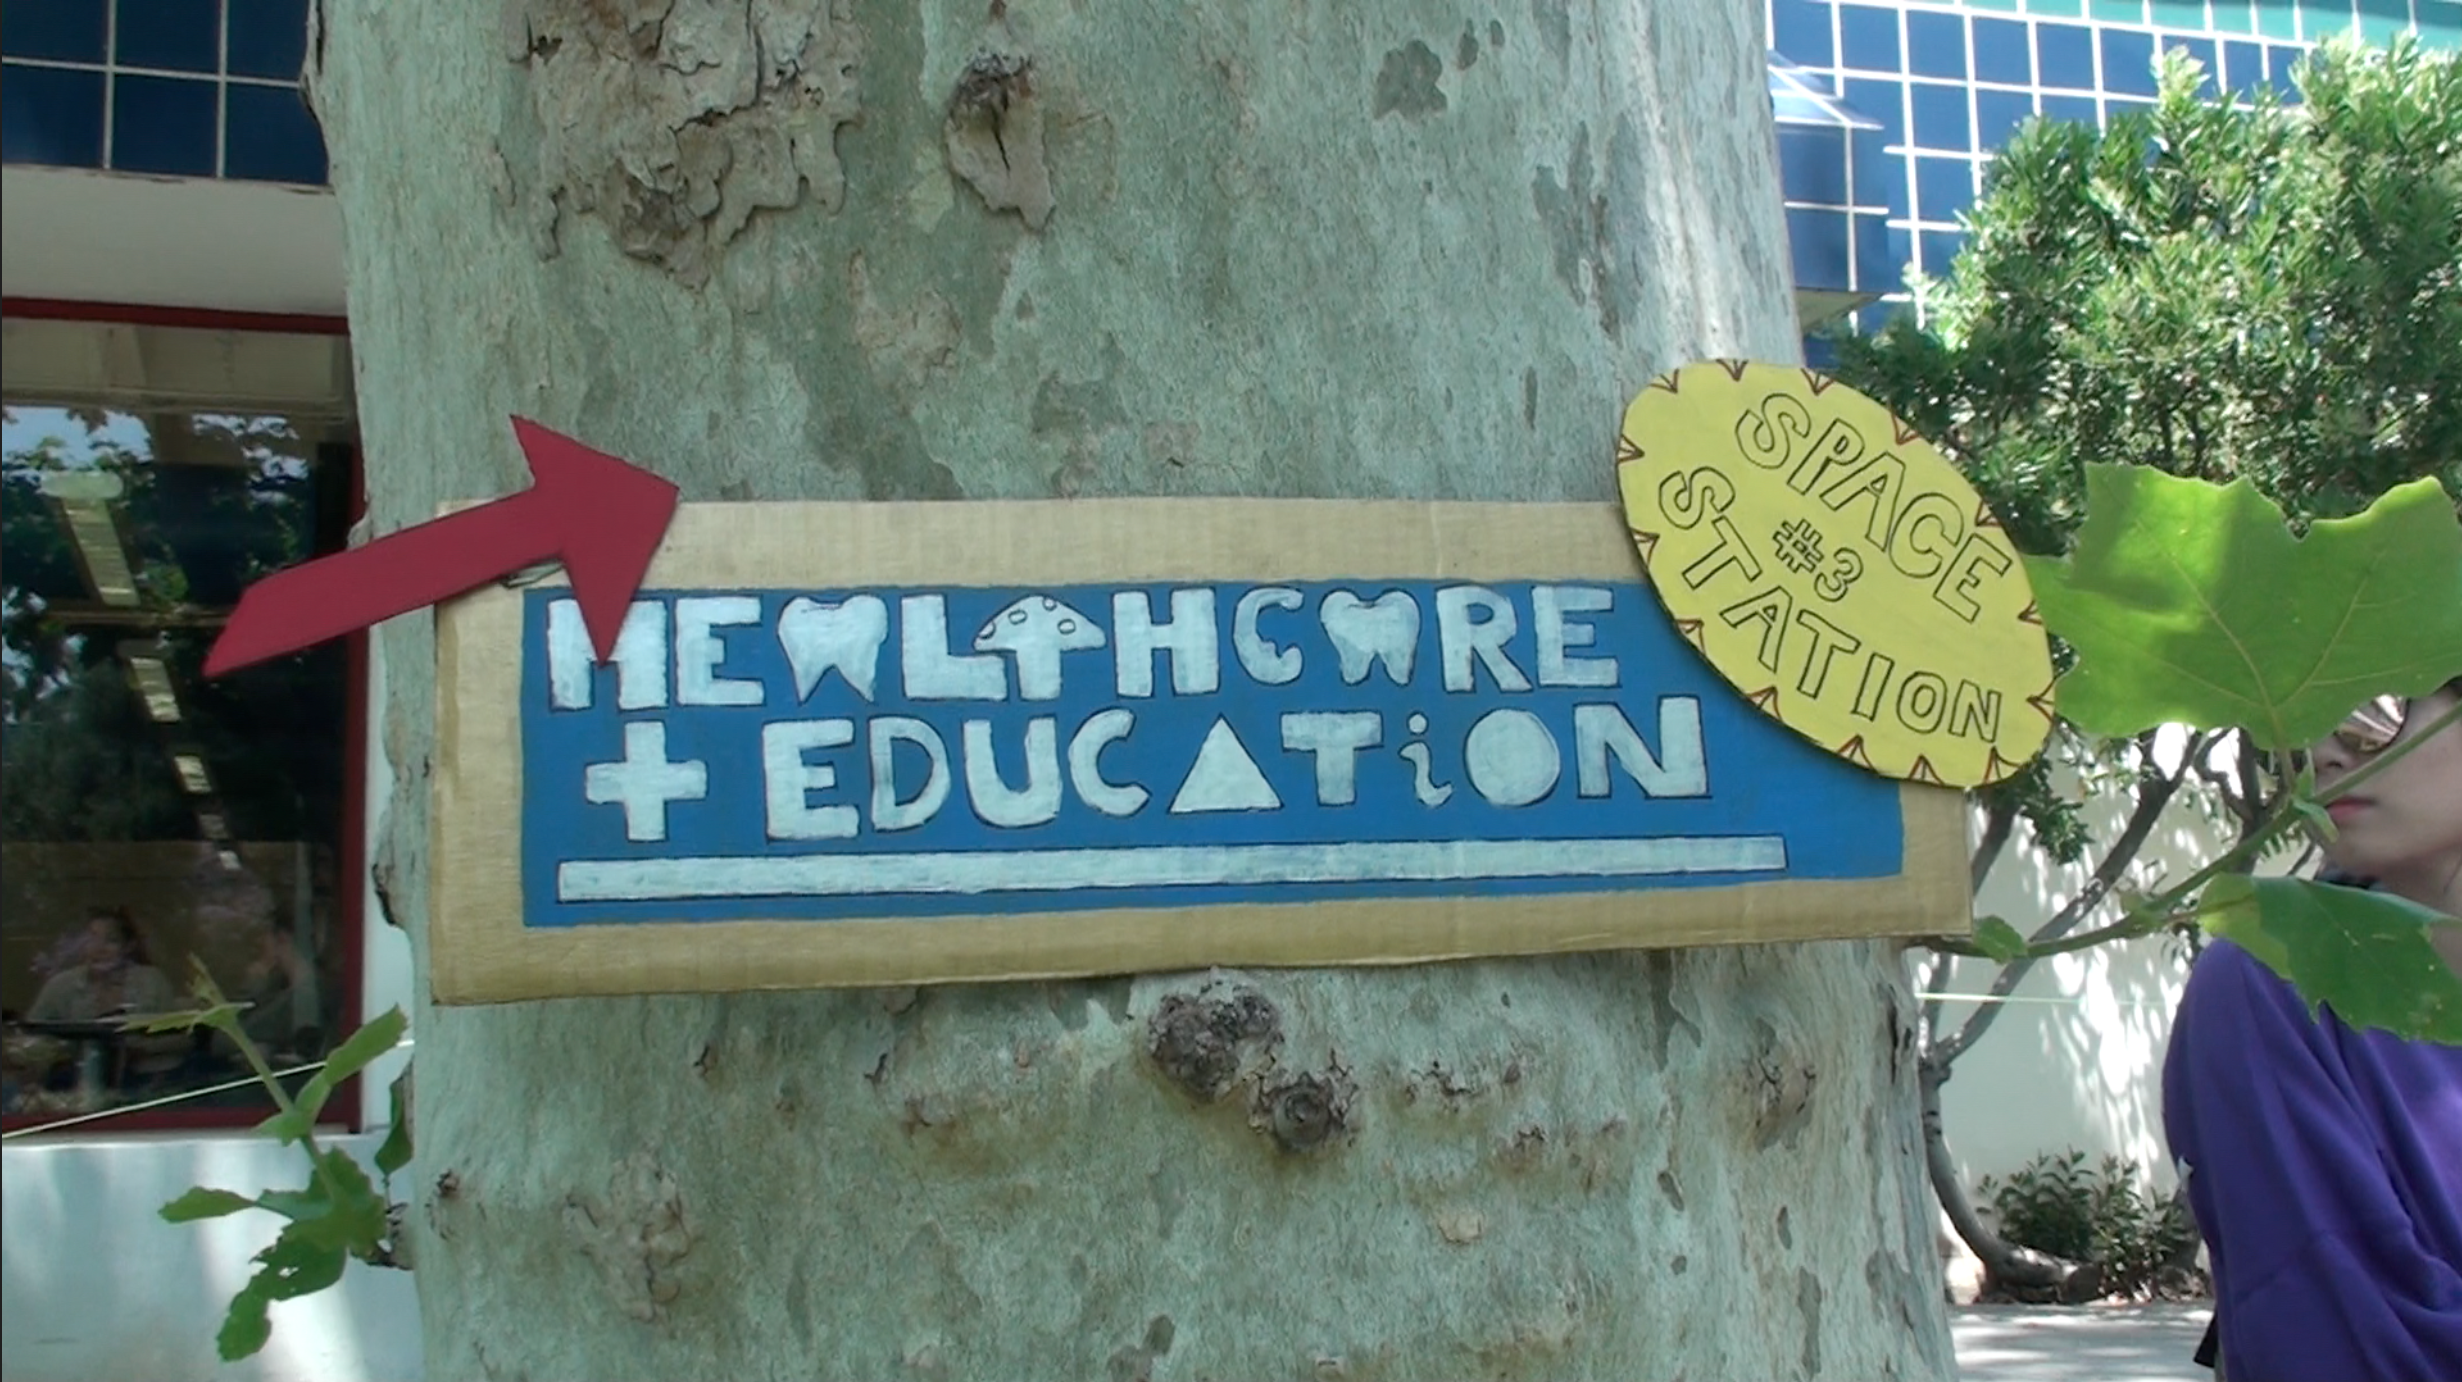 HEALTHCARE
+ EDUCATiON
SPACE
#3
STATION